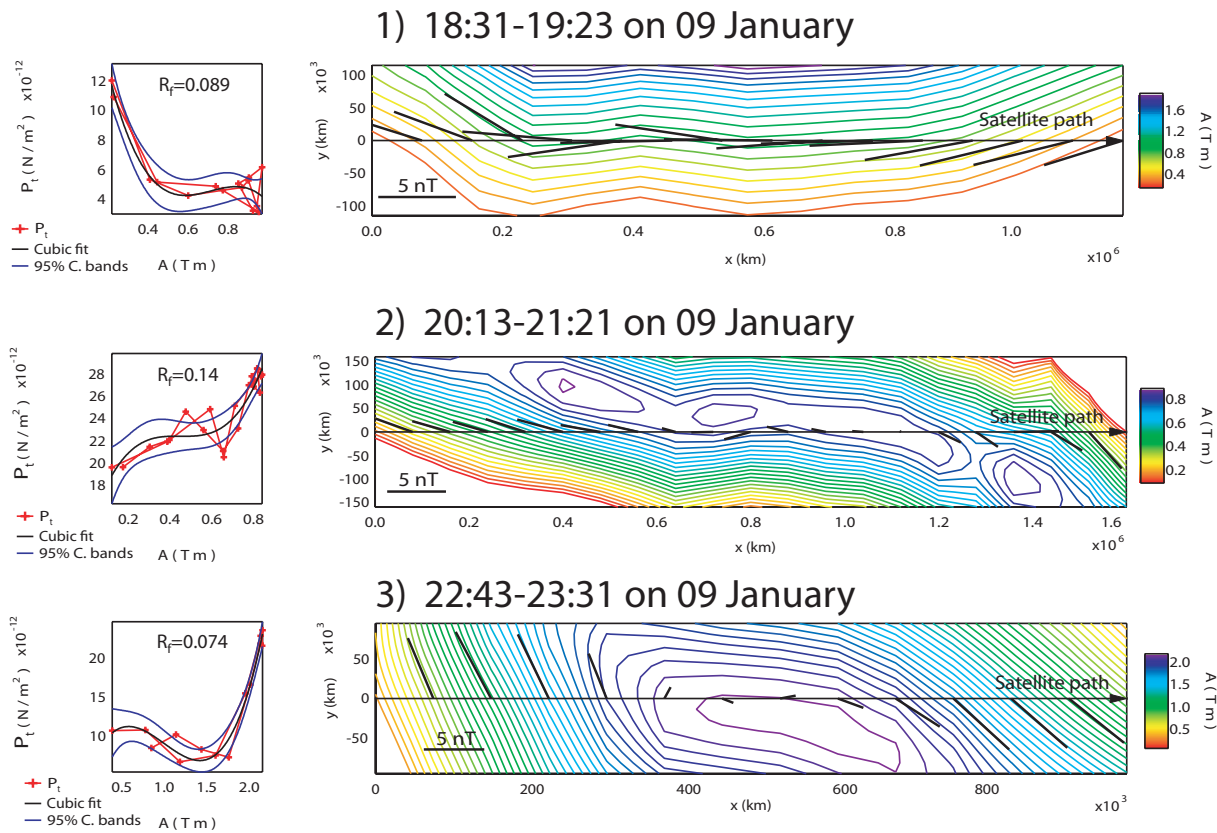 1) 18:31-19:23 on 09 January
P_t (N / m²) x10^-12
12
10
8
6
4
R_f=0.089
0.4 0.6 0.8
A ( T m )
P_t
Cubic fit
95% C. bands
y (km) x10^3
100
50
0
-50
-100
Satellite path
5 nT
0.0 0.2 0.4 0.6 0.8 1.0
x (km)
x10^6
1.6
1.2
0.8
0.4
A ( T m )
2) 20:13-21:21 on 09 January
P_t (N / m²) x10^-12
28
26
24
22
20
18
R_f=0.14
0.2 0.4 0.6 0.8
A ( T m )
P_t
Cubic fit
95% C. bands
y (km) x10^3
150
100
50
0
-50
-100
-150
Satellite path
5 nT
0.0 0.2 0.4 0.6 0.8 1.0 1.2 1.4 1.6
x (km)
x10^6
0.8
0.6
0.4
0.2
A ( T m )
3) 22:43-23:31 on 09 January
P_t (N / m²) x10^-12
20
15
10
R_f=0.074
0.5 1.0 1.5 2.0
A ( T m )
P_t
Cubic fit
95% C. bands
y (km) x10^3
50
0
-50
Satellite path
5 nT
0 200 400 600 800
x (km)
x10^3
2.0
1.5
1.0
0.5
A ( T m )